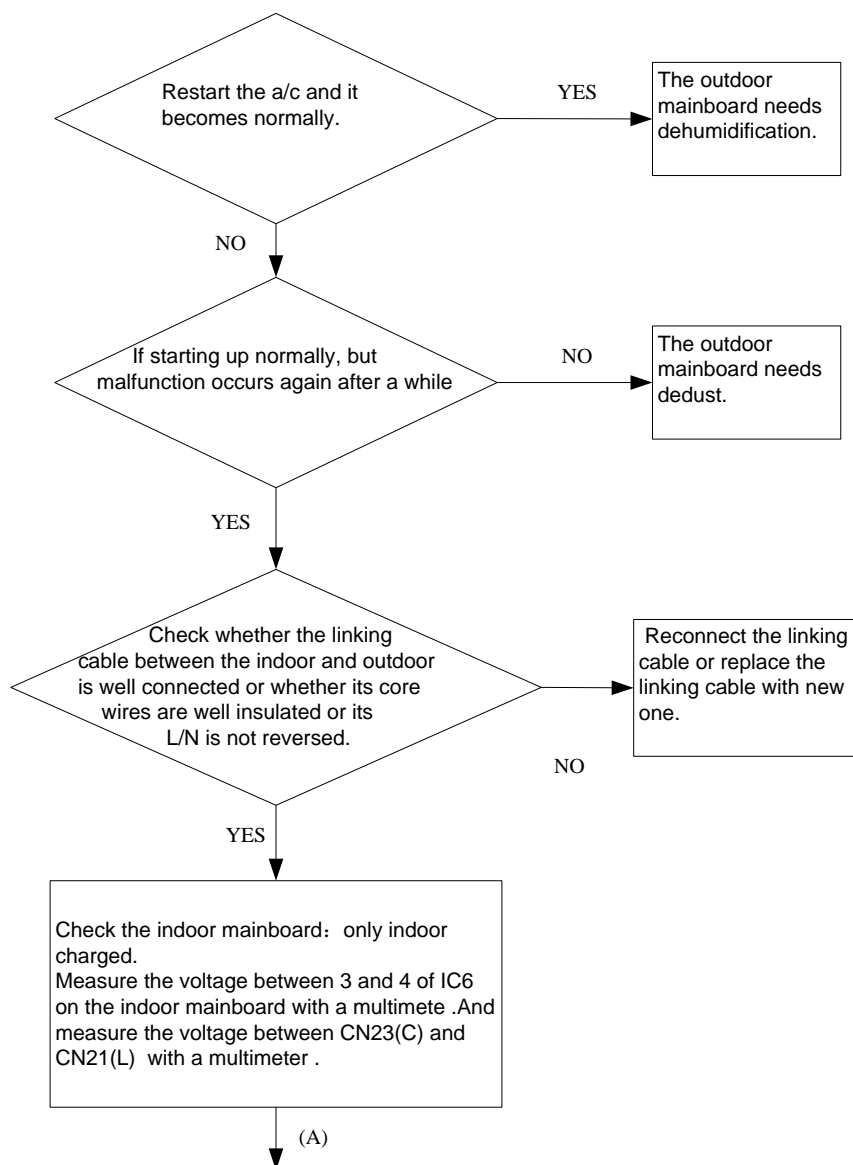 Restart the a/c and it
becomes normally.
YES
The outdoor
mainboard needs
dehumidification.
NO
If starting up normally, but
malfunction occurs again after a while
NO
The outdoor
mainboard needs
dedust.
YES
Check whether the linking
cable between the indoor and outdoor
is well connected or whether its core
wires are well insulated or its
L/N is not reversed.
NO
Reconnect the linking
cable or replace the
linking cable with new
one.
YES
Check the indoor mainboard：only indoor
charged.
Measure the voltage between 3 and 4 of IC6
on the indoor mainboard with a multimete .And
measure the voltage between CN23(C) and
CN21(L) with a multimeter .
(A)